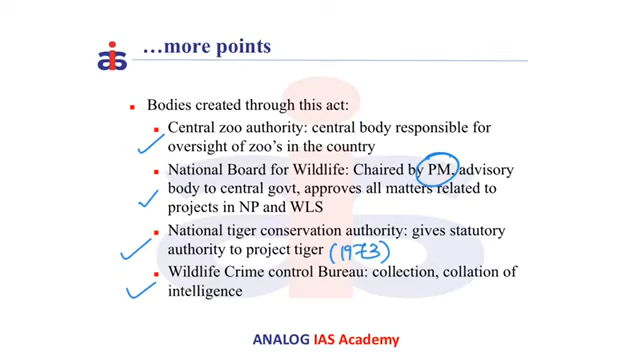 ais
…more points
Bodies created through this act:
Central zoo authority: central body responsible for
oversight of zoo's in the country
National Board for Wildlife: Chaired by PM, advisory
body to central govt, approves all matters related to
projects in NP and WLS
National tiger conservation authority: gives statutory
authority to project tiger (1973)
Wildlife Crime control Bureau: collection, collation of
intelligence
ANALOG IAS Academy